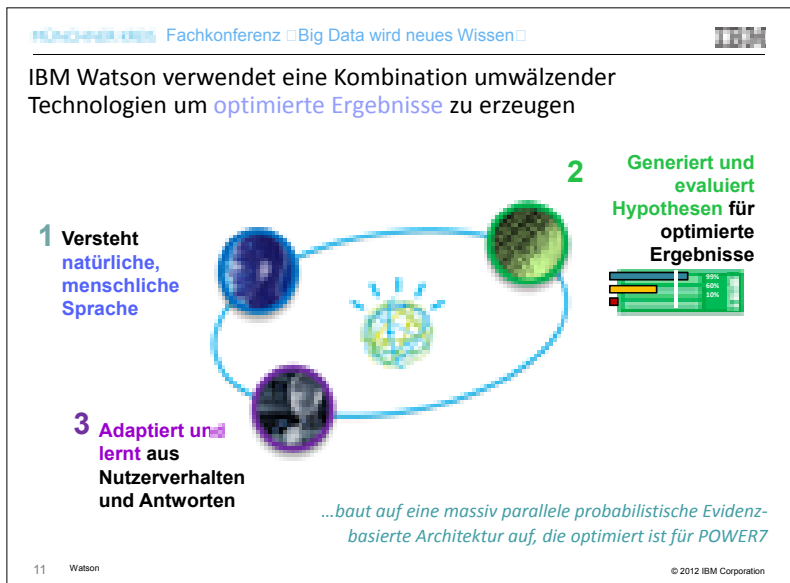 Fachkonferenz □Big Data wird neues Wissen□
IBM
IBM Watson verwendet eine Kombination umwälzender
Technologien um optimierte Ergebnisse zu erzeugen
1 Versteht
natürliche,
menschliche
Sprache
2 Generiert und
evaluiert
Hypothesen für
optimierte
Ergebnisse
99%
60%
10%
3 Adaptiert und
lernt aus
Nutzerverhalten
und Antworten
...baut auf eine massiv parallele probabilistische Evidenz-
basierte Architektur auf, die optimiert ist für POWER7
11 Watson
© 2012 IBM Corporation